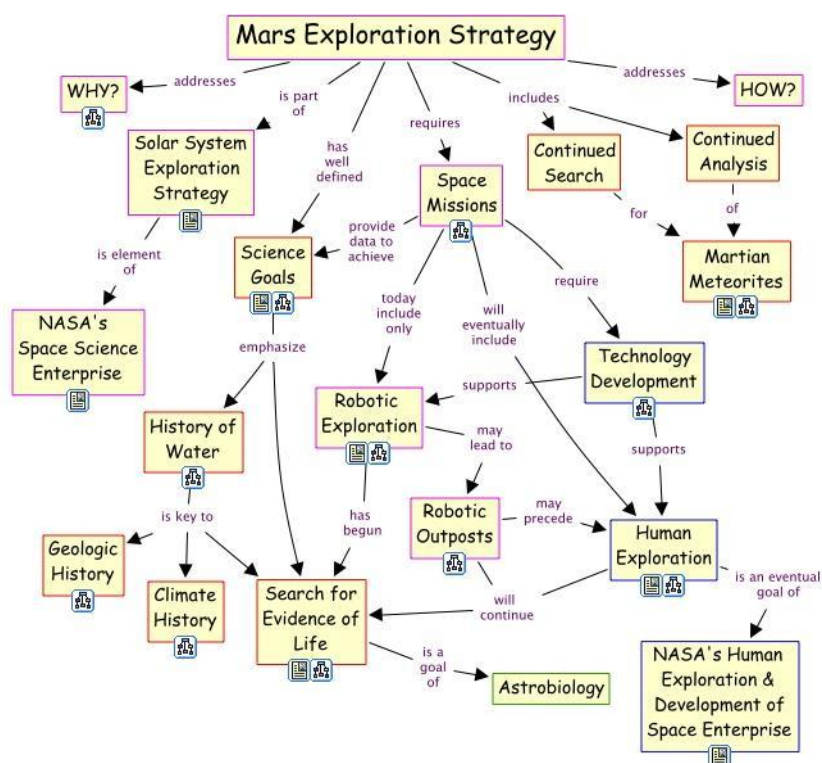 Mars Exploration Strategy
addresses
addresses
WHY?
HOW?
is part
of
includes
requires
has
well
defined
Solar System
Exploration
Strategy
Continued
Search
Continued
Analysis
Space
Missions
for
of
provide
data to
achieve
is element
of
Science
Goals
Martian
Meteorites
today
include
only
will
eventually
include
require
NASA's
Space Science
Enterprise
emphasize
Technology
Development
supports
Robotic
Exploration
History of
Water
may
lead to
supports
is key to
has
begun
Robotic
Outposts
may
precede
Human
Exploration
Geologic
History
Climate
History
Search for
Evidence of
Life
will
continue
is an eventual
goal of
is a
goal
of
Astrobiology
NASA's Human
Exploration &
Development of
Space Enterprise